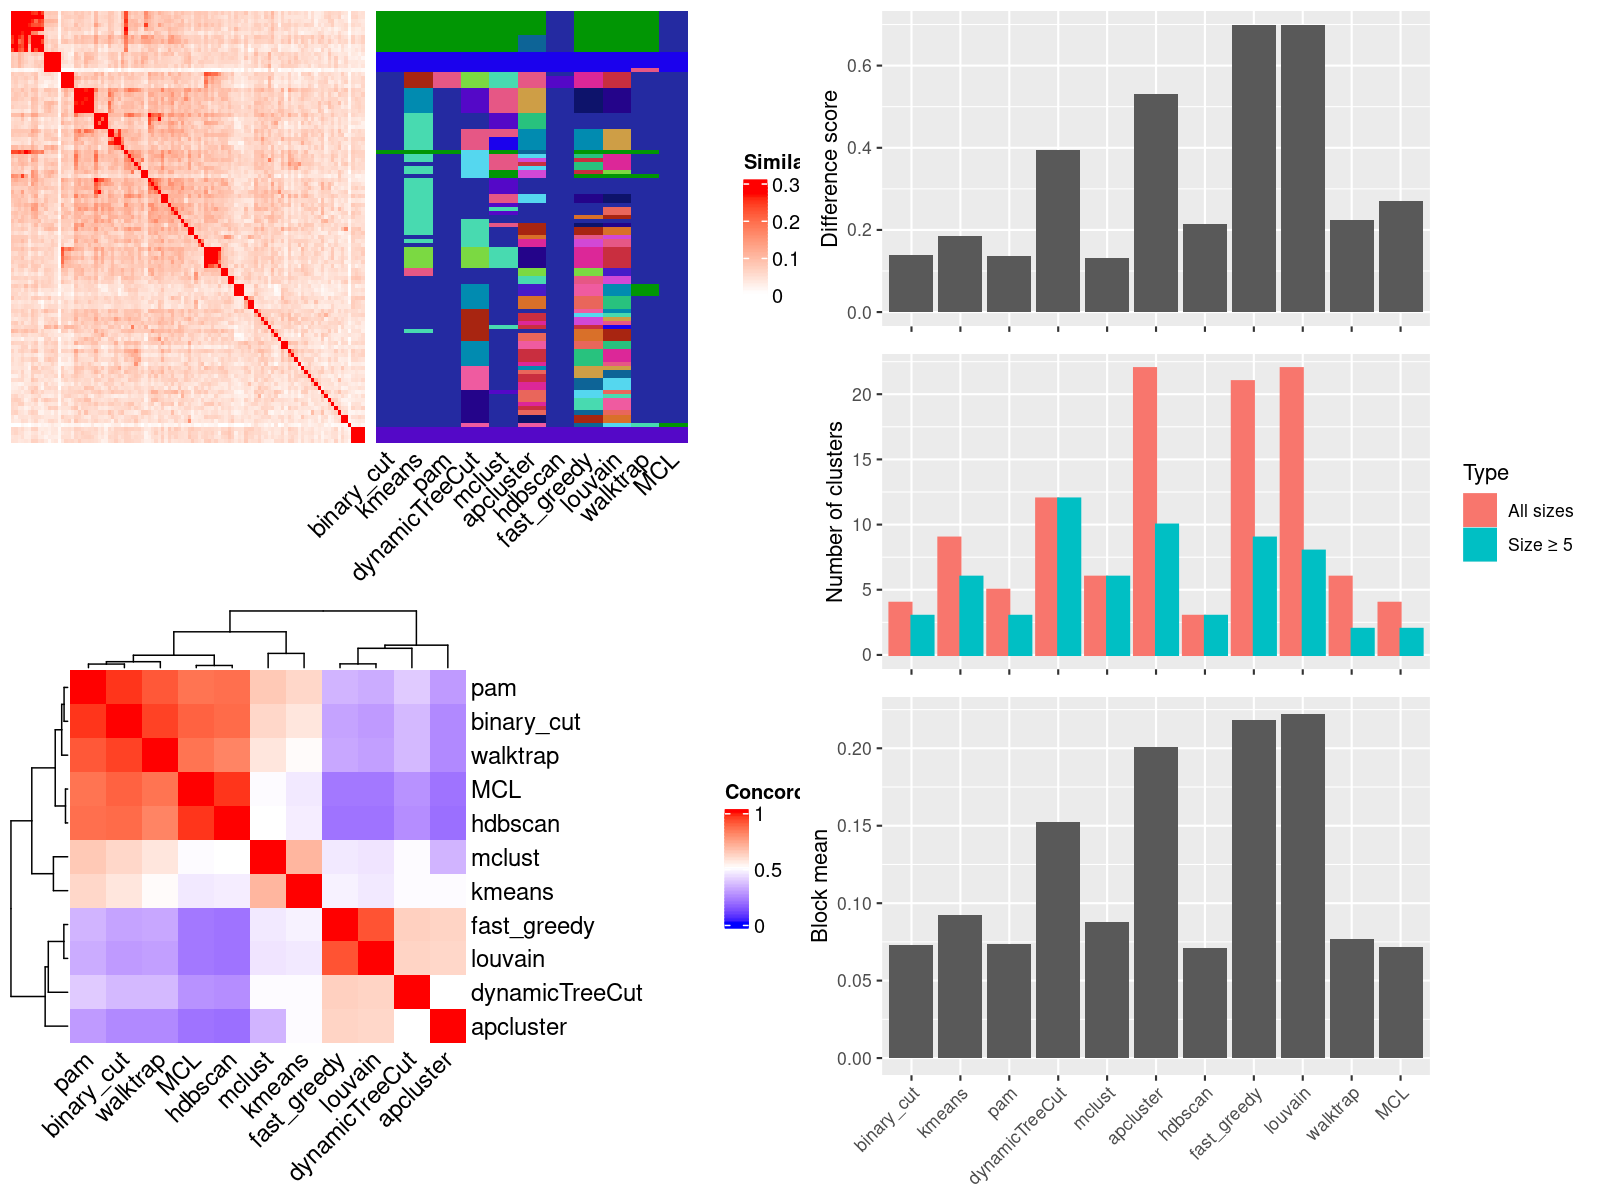 Simila
0.3
0.2
0.1
0
binary_cut
kmeans
pam
dynamicTreeCut
mclust
apcluster
hdbscan
fast_greedy
louvain
walktrap
MCL
pam
binary_cut
walktrap
MCL
hdbscan
mclust
kmeans
fast_greedy
louvain
dynamicTreeCut
apcluster
pam
binary_cut
walktrap
MCL
hdbscan
mclust
kmeans
fast_greedy
louvain
dynamicTreeCut
apcluster
Concord
1
0.5
0
Difference score
0.6
0.4
0.2
0.0
Number of clusters
20
15
10
5
0
Type
All sizes
Size ≥ 5
Block mean
0.20
0.15
0.10
0.05
0.00
binary_cut
kmeans
pam
dynamicTreeCut
mclust
apcluster
hdbscan
fast_greedy
louvain
walktrap
MCL